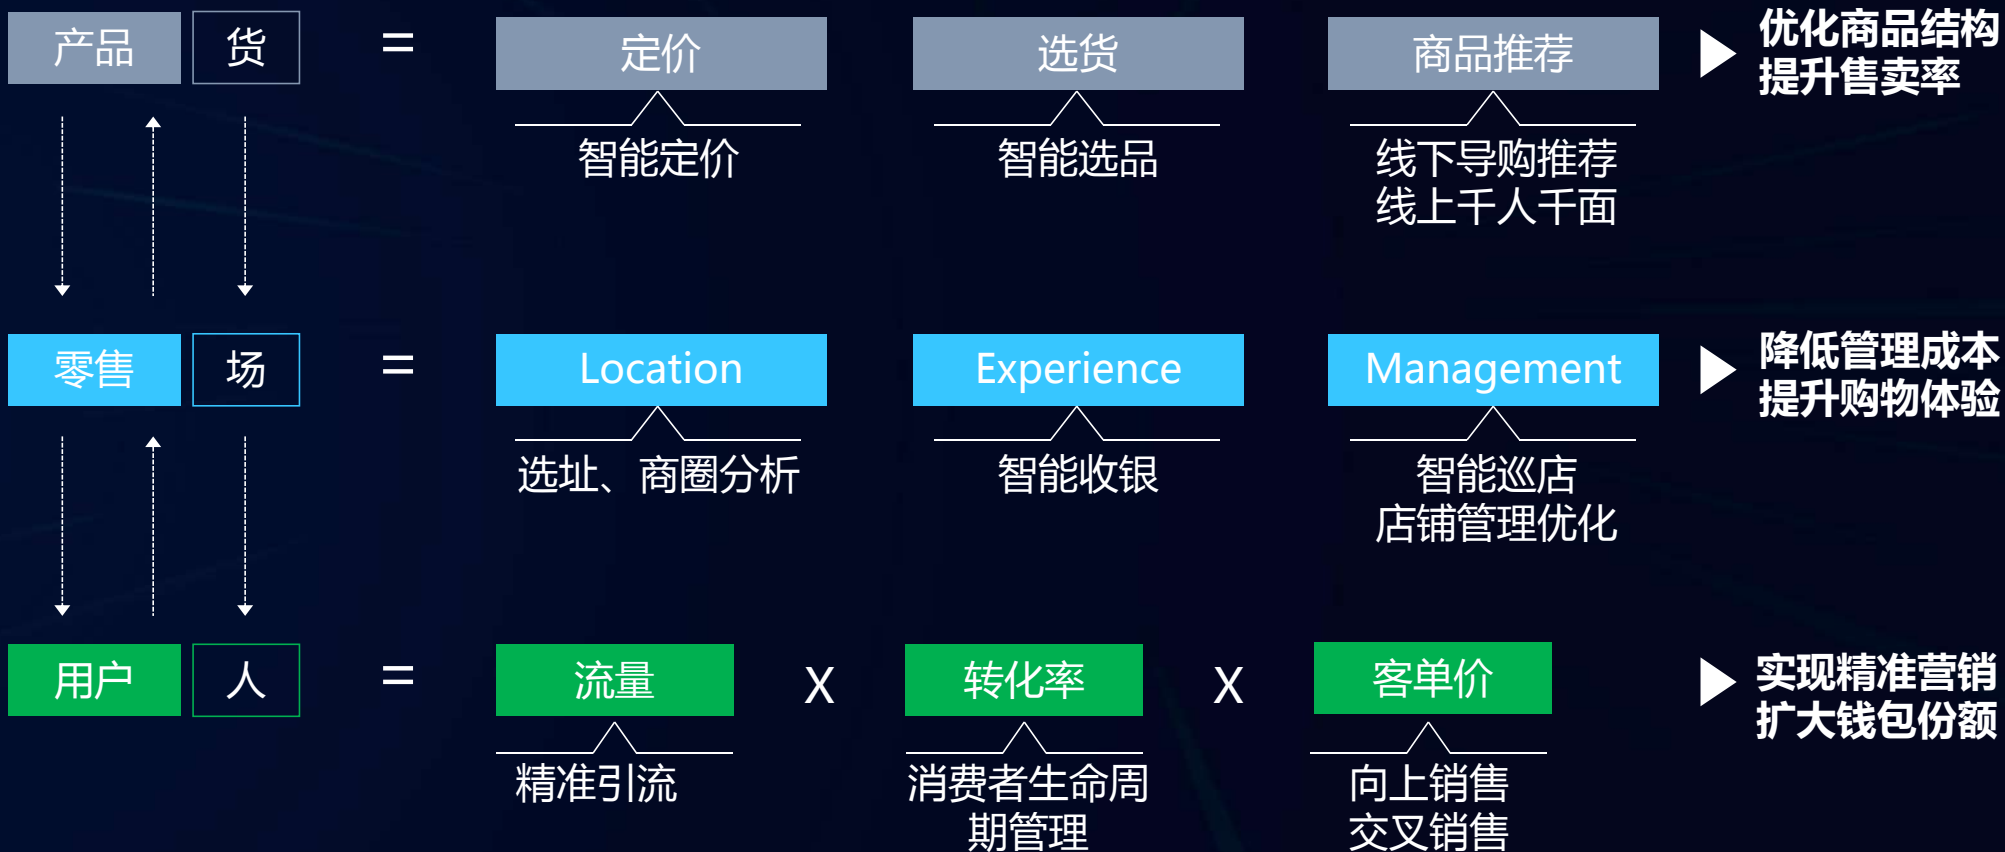 产品 货 = 定价 选货 商品推荐 优化商品结构
提升售卖率
智能定价 智能选品 线下导购推荐
线上千人千面
零售 场 = Location Experience Management 降低管理成本
提升购物体验
选址、商圈分析 智能收银 智能巡店
店铺管理优化
用户 人 = 流量 X 转化率 X 客单价 实现精准营销
扩大钱包份额
精准引流 消费者生命周 向上销售
期管理 交叉销售